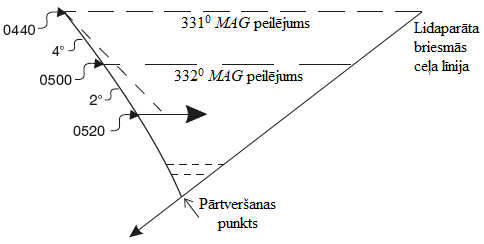 0440
331⁰ MAG peilējums
Lidaparāta
briesmās
ceļa līnija
4°
0500
332⁰ MAG peilējums
2°
0520
Pārtveršanas
punkts